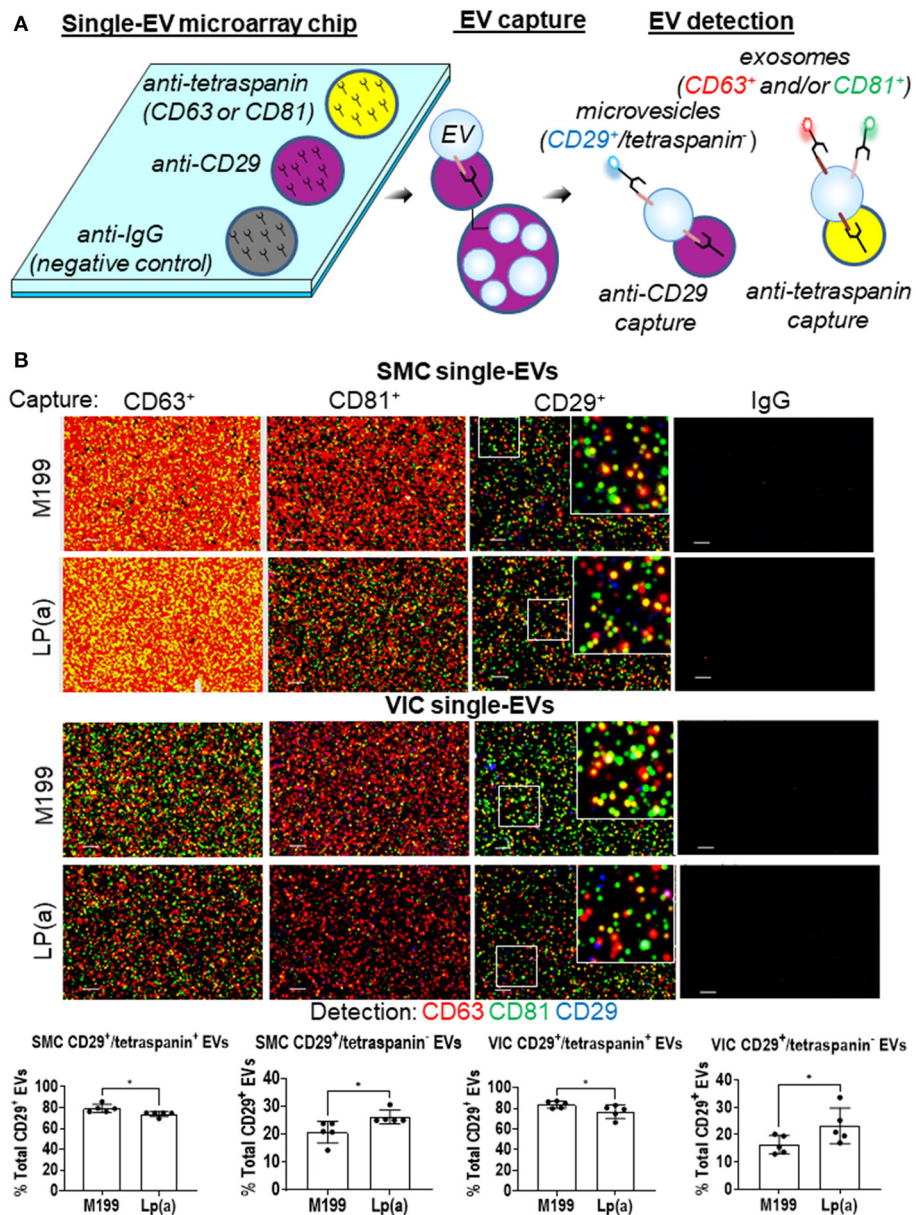 A
Single-EV microarray chip
EV capture
EV detection
anti-tetraspanin
(CD63 or CD81)
anti-CD29
anti-IgG
(negative control)
EV
microvesicles
(CD29⁺/tetraspanin⁻)
exosomes
(CD63⁺ and/or CD81⁺)
anti-CD29
capture
anti-tetraspanin
capture
B
SMC single-EVs
Capture: CD63⁺ CD81⁺ CD29⁺ IgG
M199
LP(a)
VIC single-EVs
M199
LP(a)
Detection: CD63 CD81 CD29
SMC CD29⁺/tetraspanin⁺ EVs
% Total CD29⁺ EVs
100
80
60
40
20
0
*
M199 Lp(a)
SMC CD29⁺/tetraspanin⁻ EVs
% Total CD29⁺ EVs
40
30
20
10
0
*
M199 Lp(a)
VIC CD29⁺/tetraspanin⁺ EVs
% Total CD29⁺ EVs
100
80
60
40
20
0
*
M199 Lp(a)
VIC CD29⁺/tetraspanin⁻ EVs
% Total CD29⁺ EVs
40
30
20
10
0
*
M199 Lp(a)